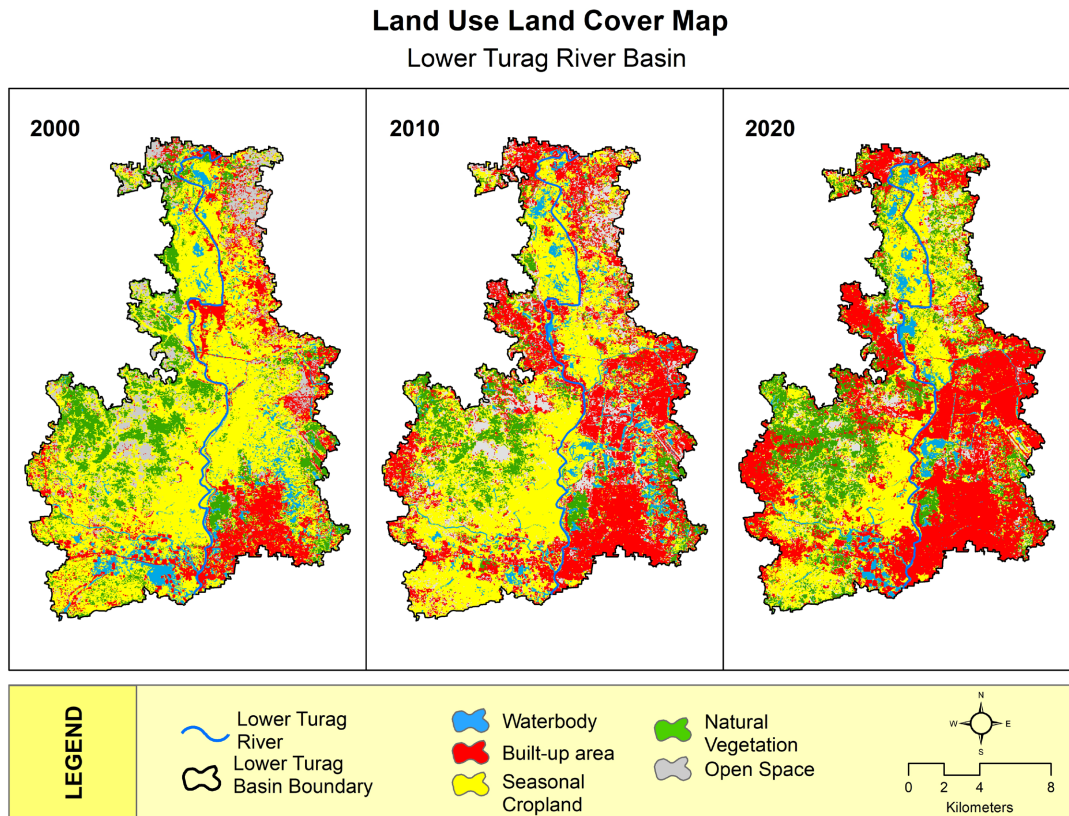 Land Use Land Cover Map
Lower Turag River Basin
2000
2010
2020
LEGEND
Lower Turag
River
Lower Turag
Basin Boundary
Waterbody
Built-up area
Seasonal
Cropland
Natural
Vegetation
Open Space
N
W E
S
0 2 4 8
Kilometers